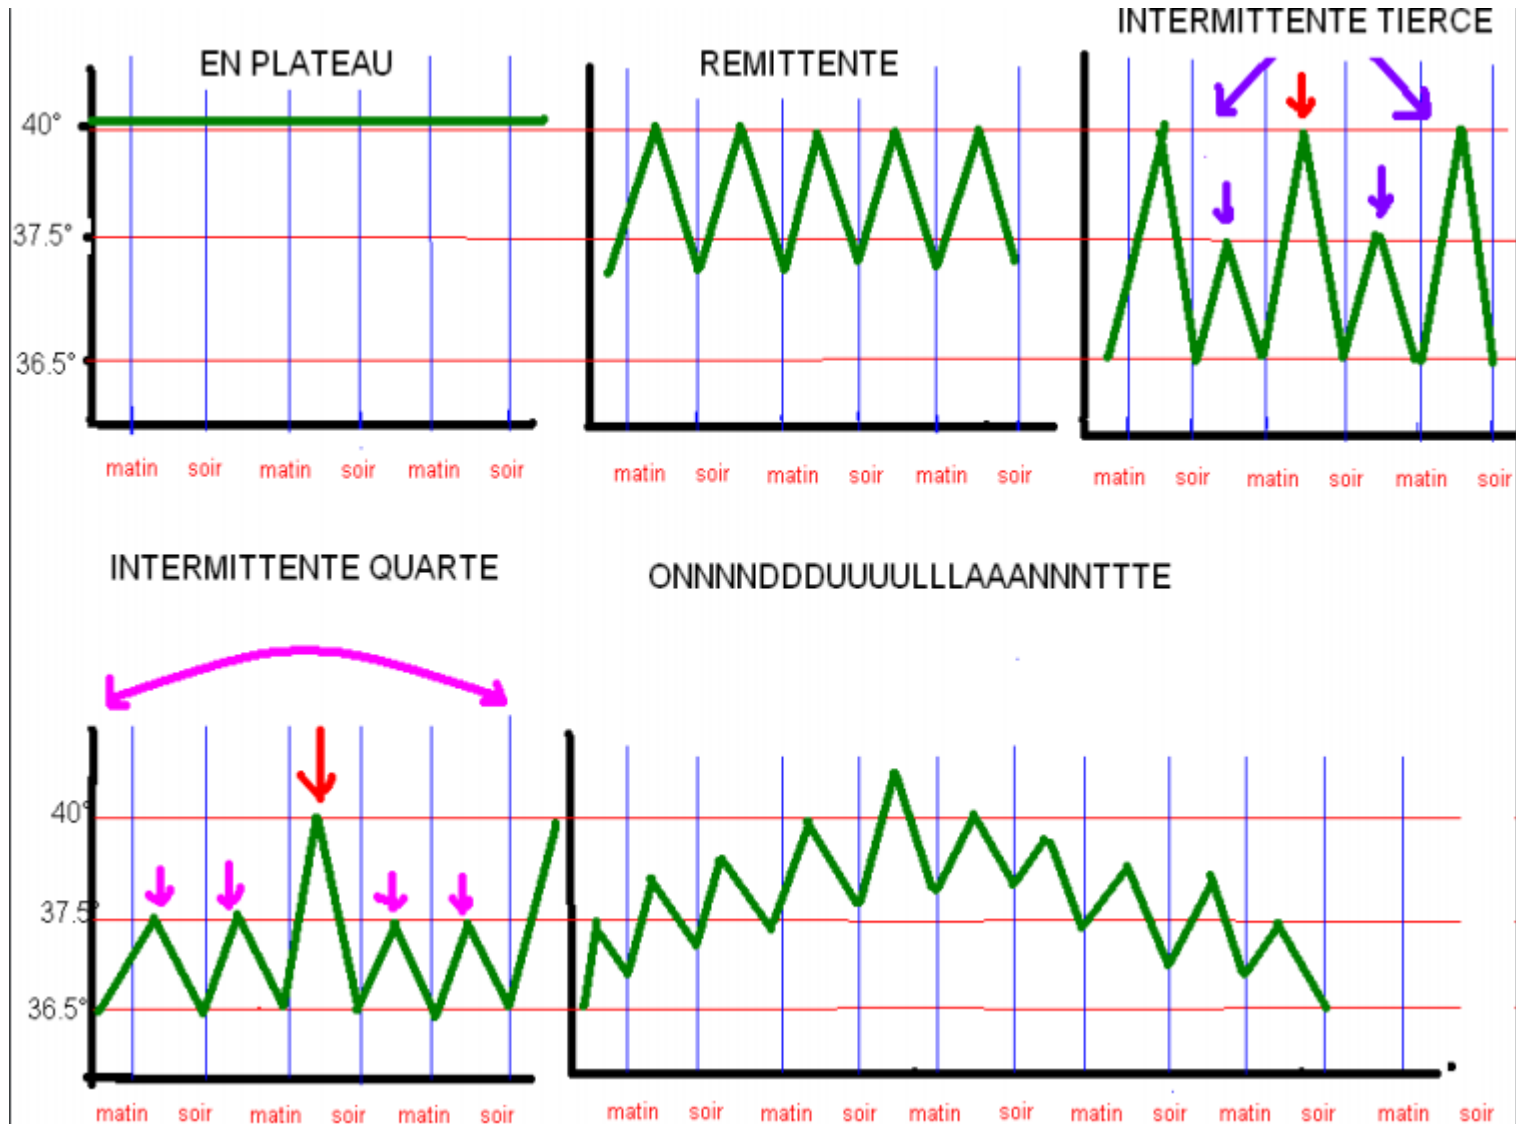 EN PLATEAU
REMITTENTE
INTERMITTENTE TIERCE
40°
37.5°
36.5°
matin soir matin soir matin soir
matin soir matin soir matin soir
matin soir matin soir matin soir
INTERMITTENTE QUARTE
ONNNNDDDUUUULLLAAANNNTTTE
40°
37.5°
36.5°
matin soir matin soir matin soir
matin soir matin soir matin soir matin soir matin soir matin soir